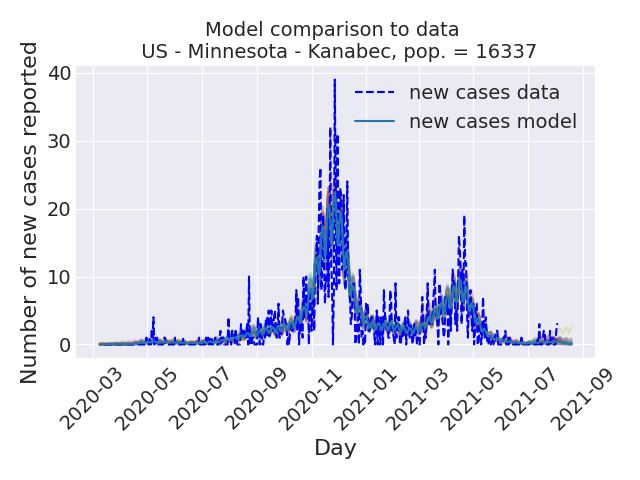 Model comparison to data
US - Minnesota - Kanabec, pop. = 16337
Number of new cases reported
40
30
20
10
0
new cases data
new cases model
2020-03
2020-05
2020-07
2020-09
2020-11
2021-01
2021-03
2021-05
2021-07
2021-09
Day